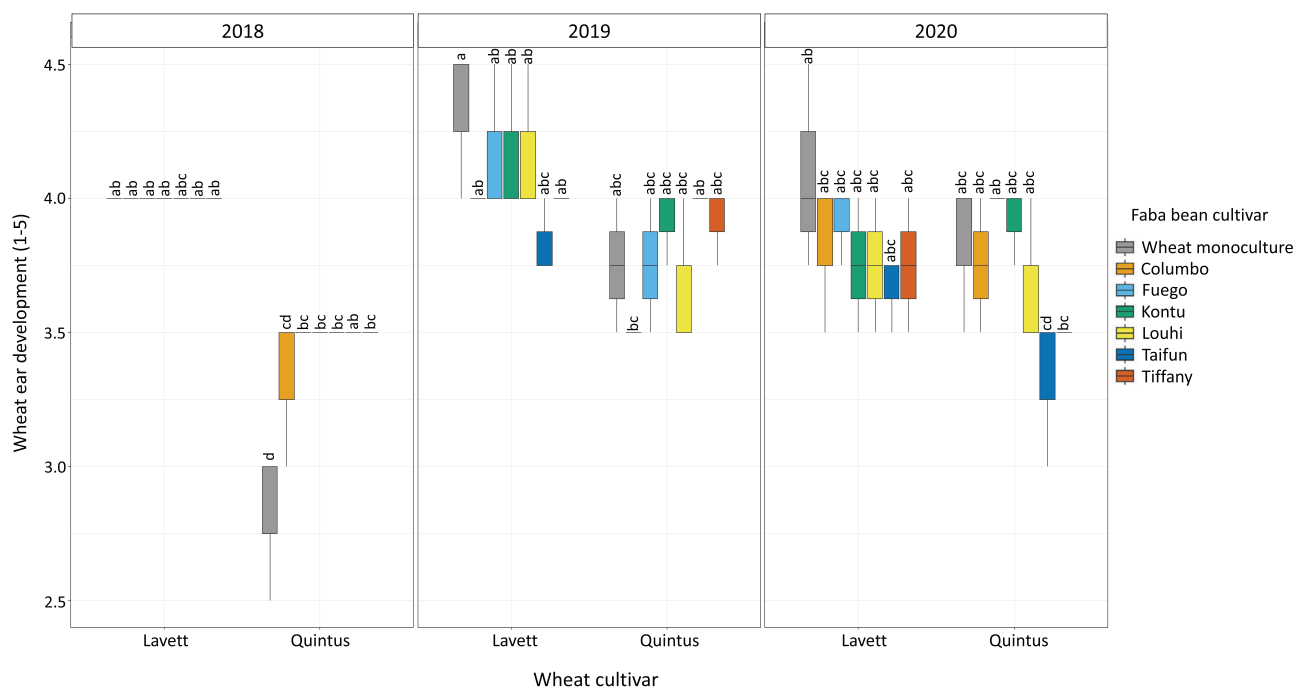 2018 2019 2020
Wheat ear development (1-5)
4.5
4.0
3.5
3.0
2.5
ab ab ab ab abc ab ab
d cd bc bc bc ab bc
a ab ab ab ab abc ab
abc bc abc abc abc ab abc
ab abc abc abc abc abc abc
abc abc ab abc abc cd bc
Lavett Quintus Lavett Quintus Lavett Quintus
Wheat cultivar
Faba bean cultivar
Wheat monoculture
Columbo
Fuego
Kontu
Louhi
Taifun
Tiffany